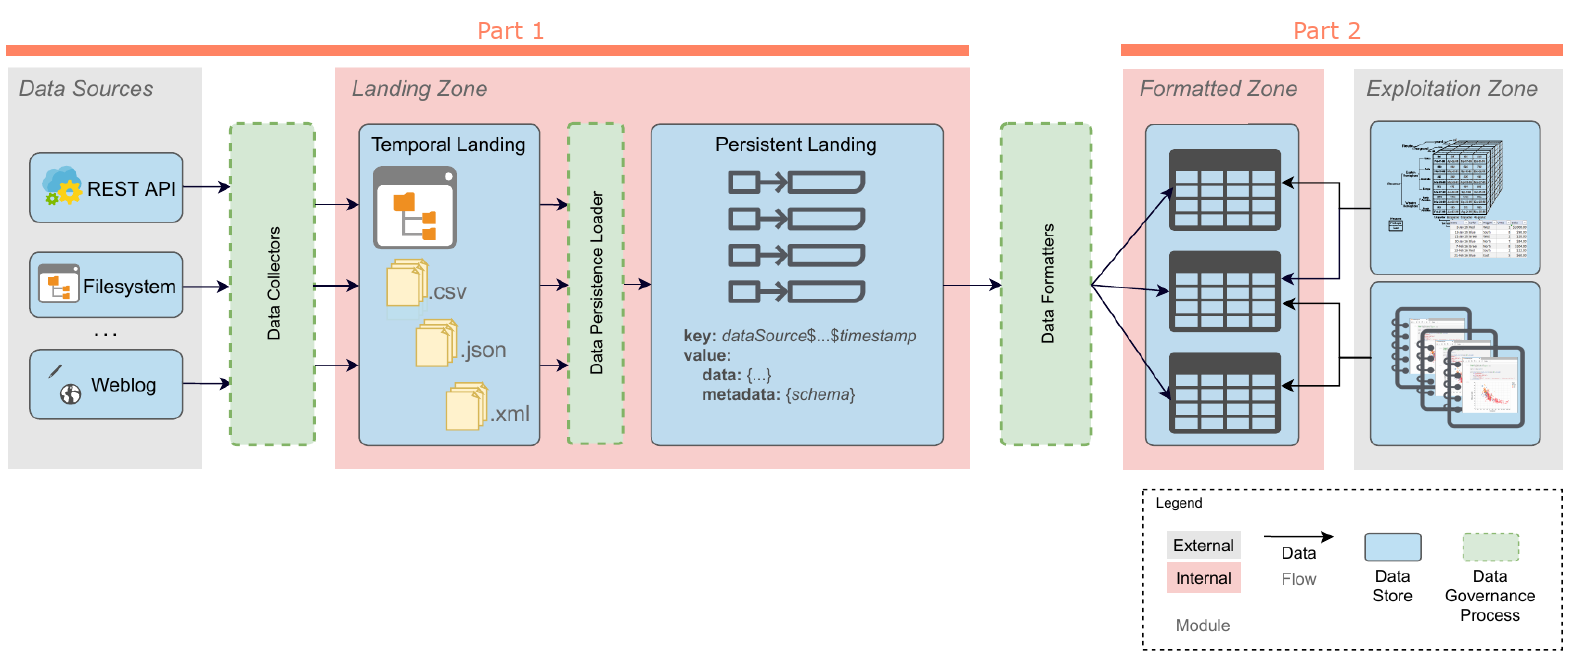 Part 1
Part 2
Data Sources
Landing Zone
Formatted Zone
Exploitation Zone
REST API
Filesystem
...
Weblog
Data Collectors
Temporal Landing
.csv
.json
.xml
Data Persistence Loader
Persistent Landing
key: dataSource$...$timestamp
value:
data: {...}
metadata: {schema}
Data Formatters
Legend
External
Internal
Module
Data
Flow
Data
Store
Data
Governance
Process